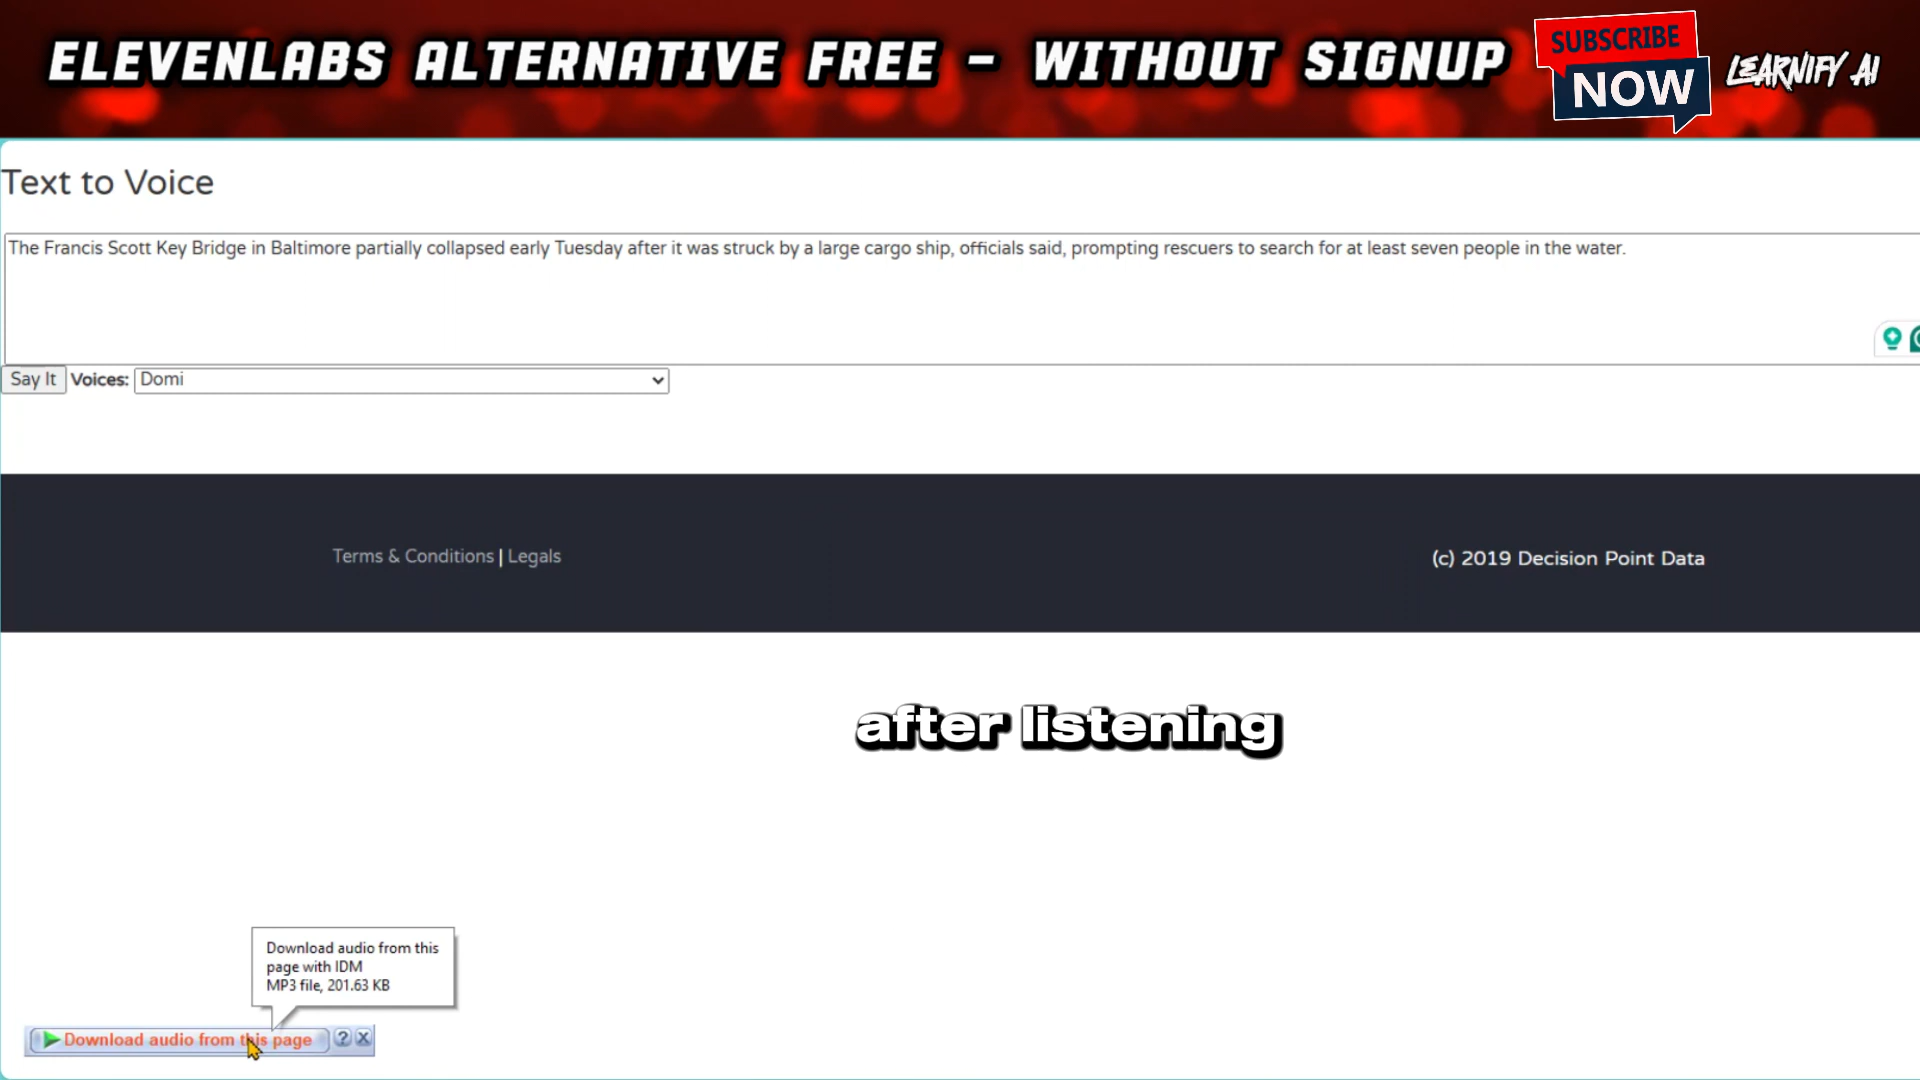 ELEVENLABS ALTERNATIVE FREE - WITHOUT SIGNUP
SUBSCRIBE
NOW
LEARNIFY AI
Text to Voice
The Francis Scott Key Bridge in Baltimore partially collapsed early Tuesday after it was struck by a large cargo ship, officials said, prompting rescuers to search for at least seven people in the water.
Say It Voices: Domi
Terms & Conditions | Legals
(c) 2019 Decision Point Data
after listening
Download audio from this
page with IDM
MP3 file, 201.63 KB
Download audio from this page ? X